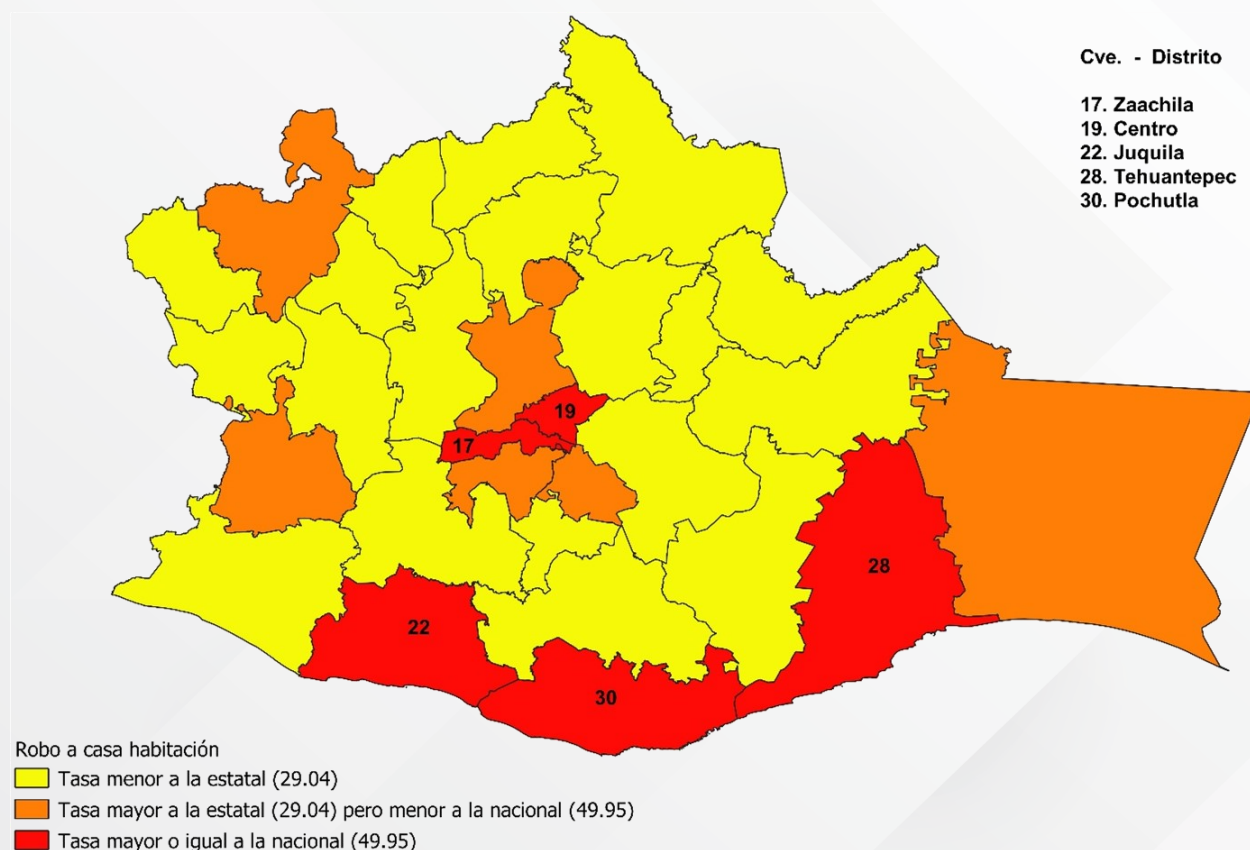 Cve. - Distrito
17. Zaachila
19. Centro
22. Juquila
28. Tehuantepec
30. Pochutla
19
17
28
22
30
Robo a casa habitación
Tasa menor a la estatal (29.04)
Tasa mayor a la estatal (29.04) pero menor a la nacional (49.95)
Tasa mayor o igual a la nacional (49.95)